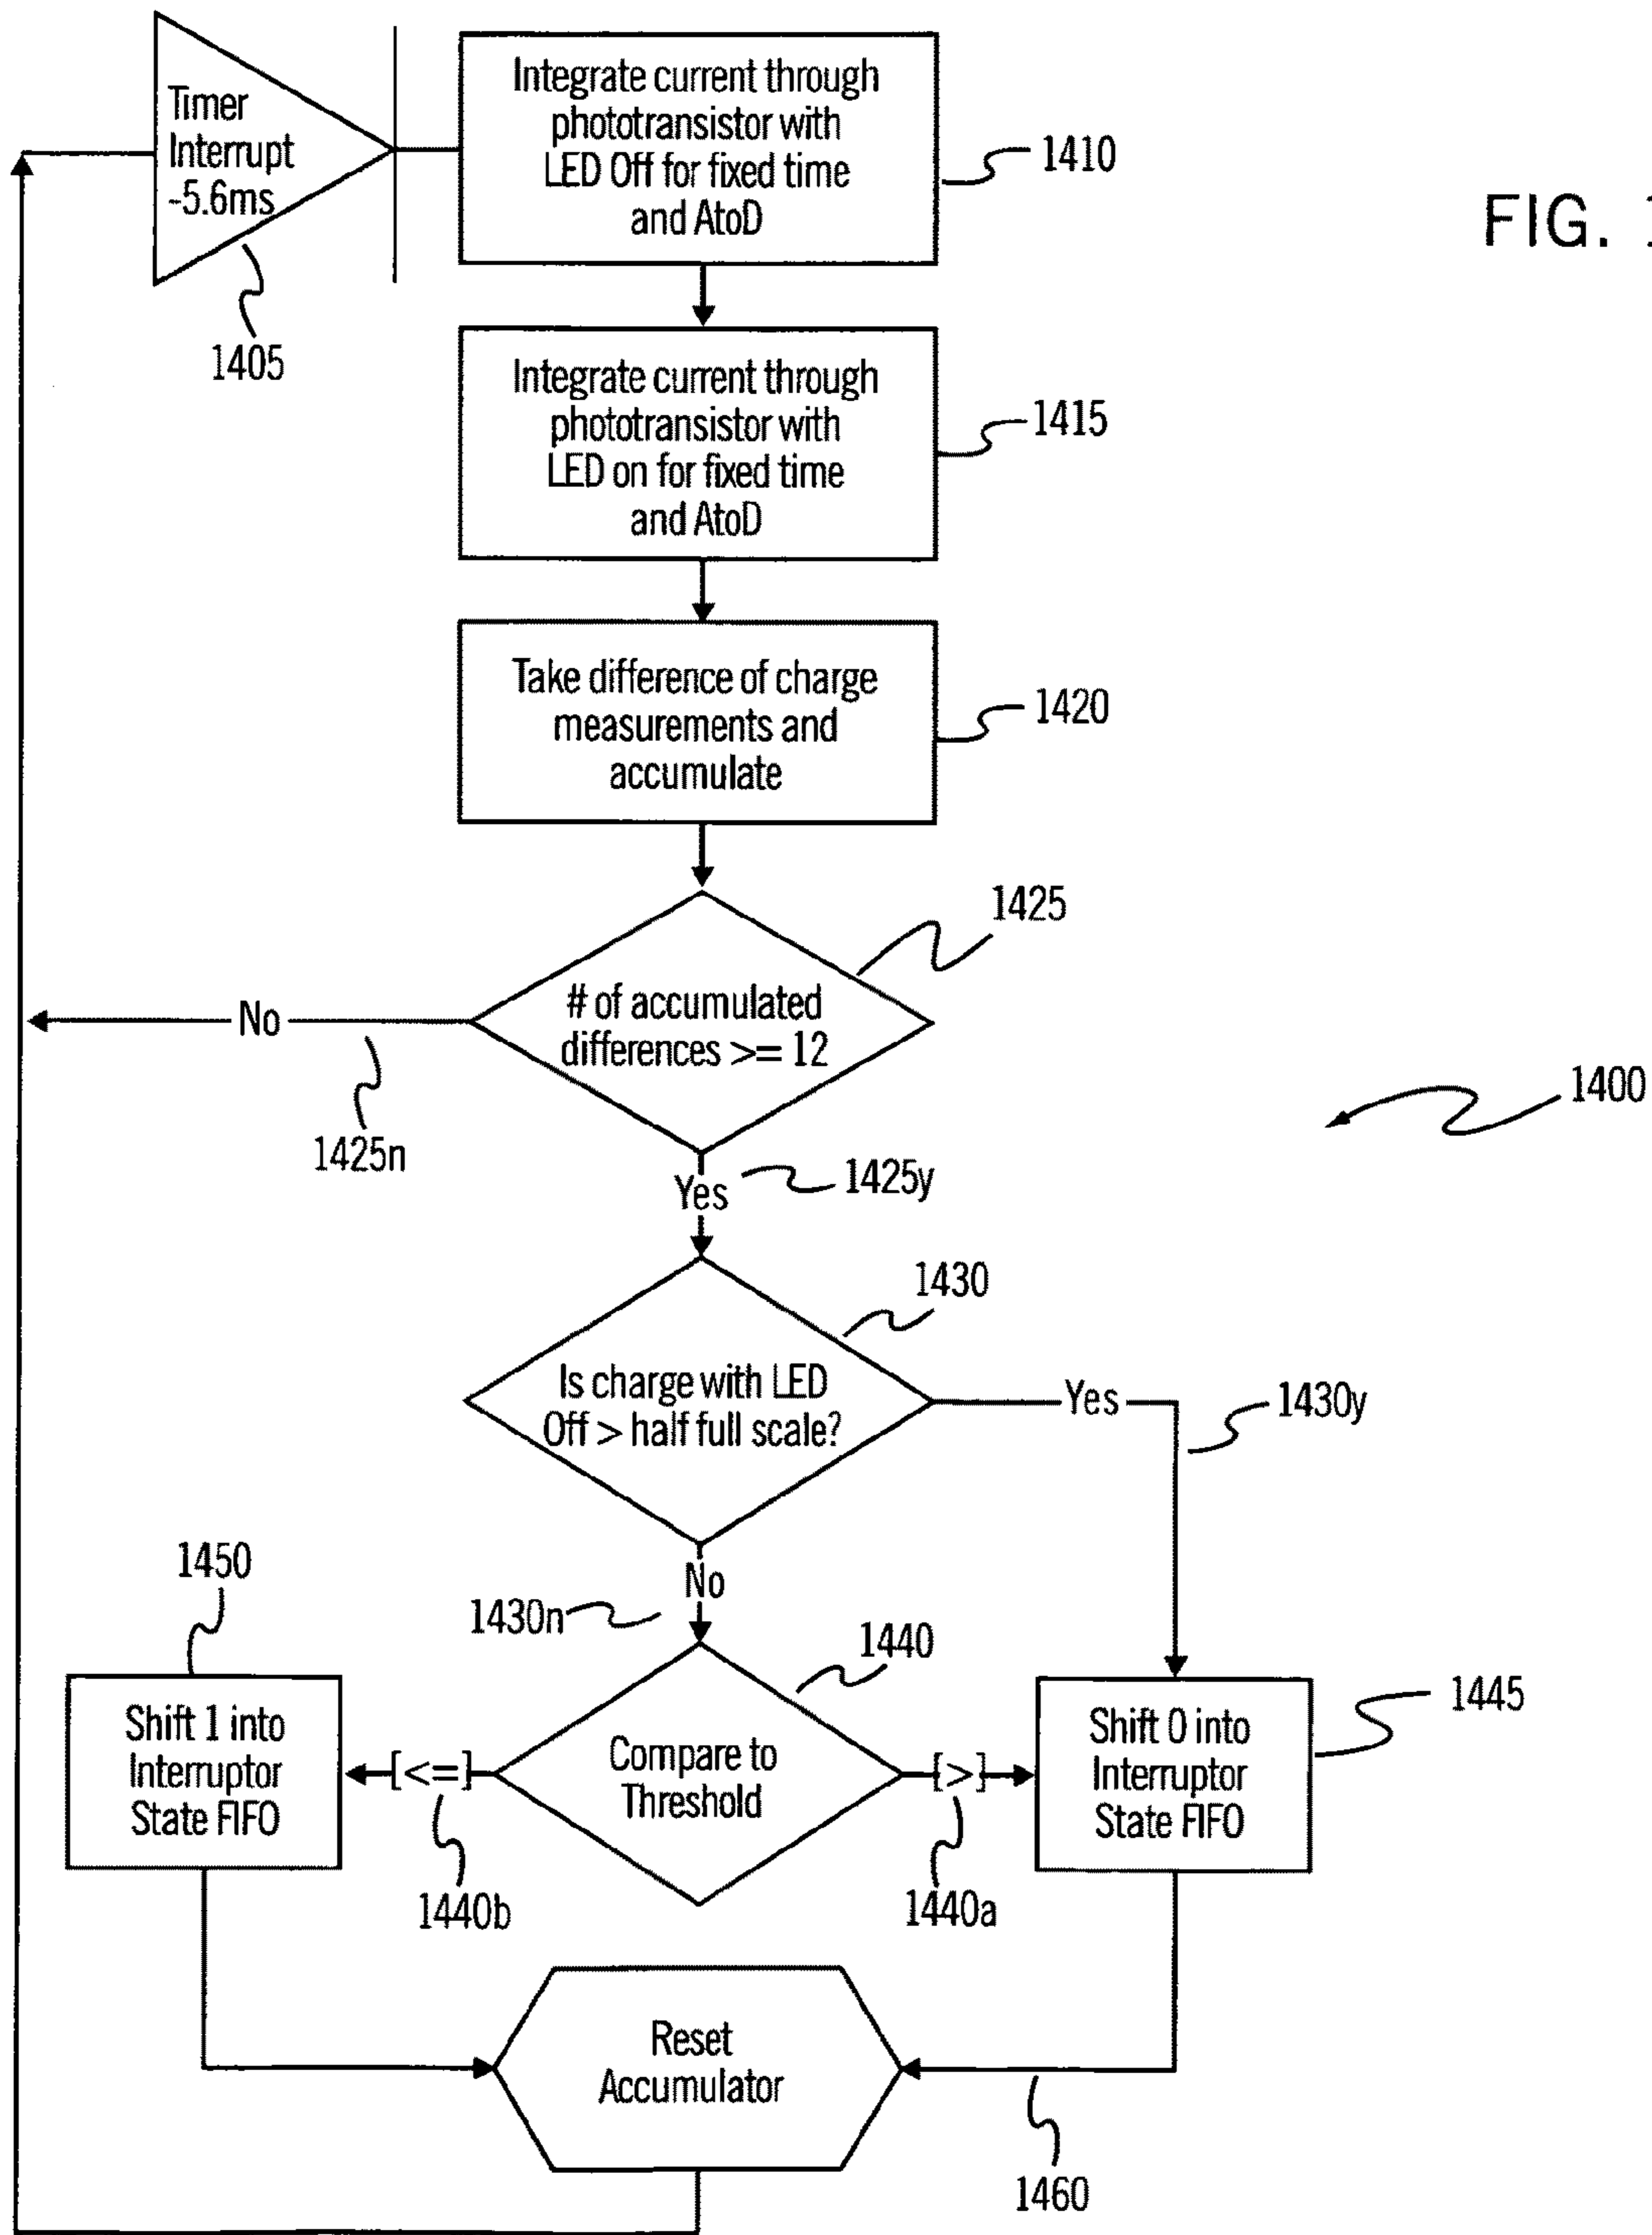 Timer
Interrupt
~5.6ms
1405
Integrate current through
phototransistor with
LED Off for fixed time
and AtoD
1410
FIG.
Integrate current through
phototransistor with
LED on for fixed time
and AtoD
1415
Take difference of charge
measurements and
accumulate
1420
# of accumulated
differences >= 12
1425
No
1425n
1400
Yes
1425y
Is charge with LED
Off > half full scale?
1430
Yes
1430y
No
1430n
1450
Shift 1 into
Interruptor
State FIFO
[<=]
1440b
Compare to
Threshold
1440
[>]
1440a
Shift 0 into
Interruptor
State FIFO
1445
Reset
Accumulator
1460